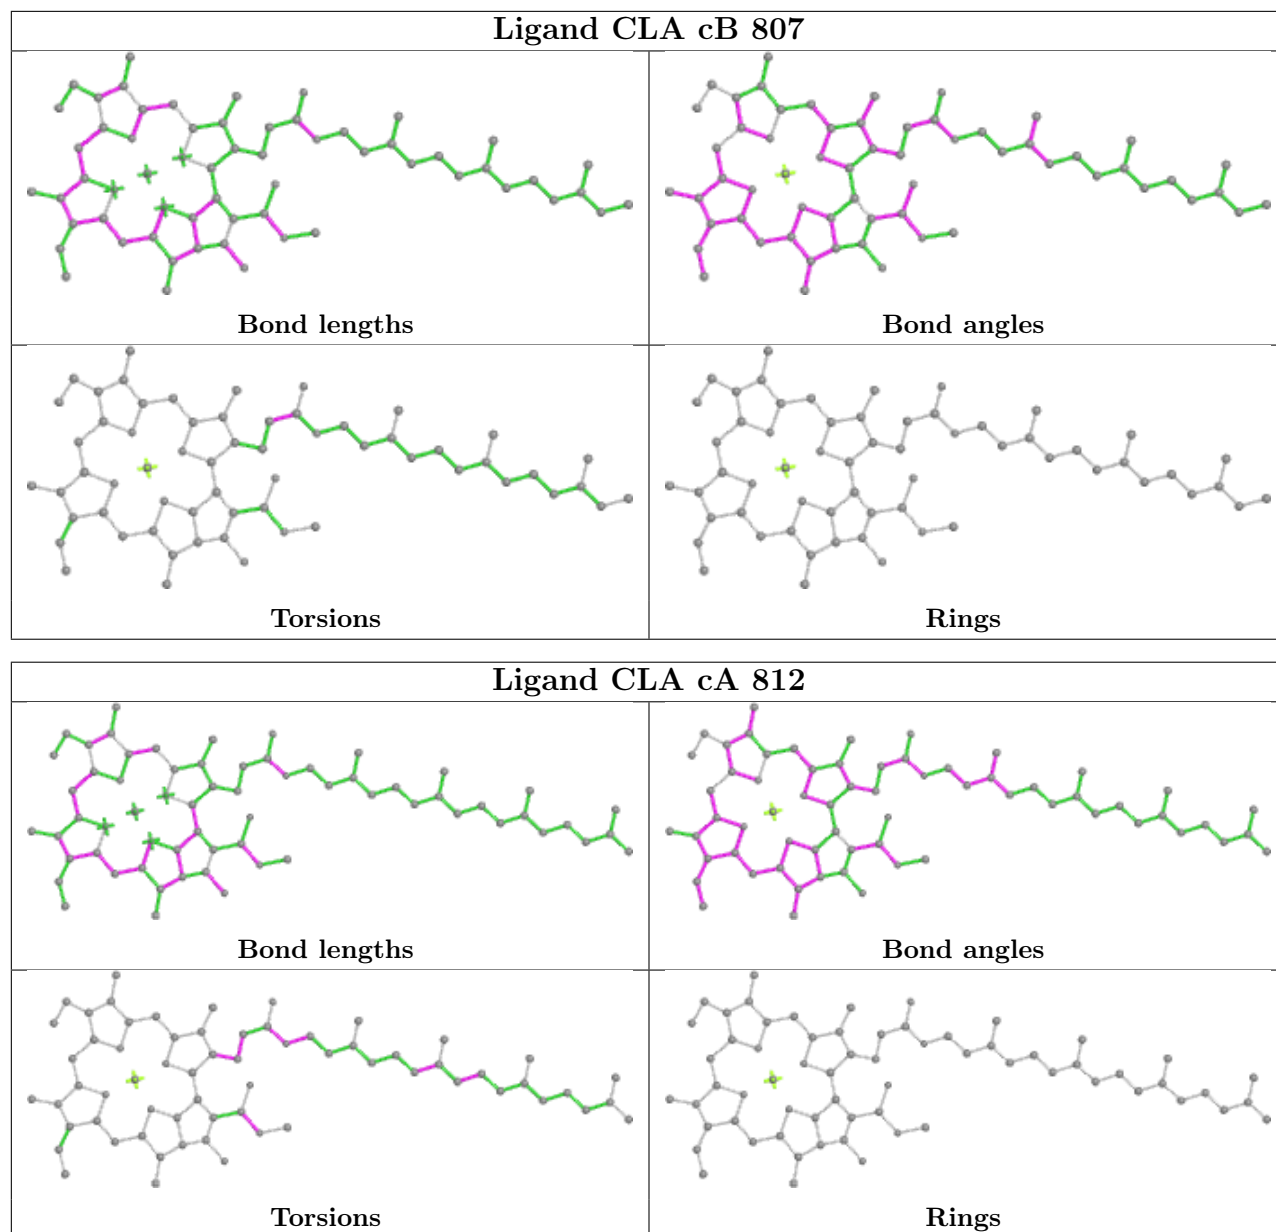 Ligand CLA cB 807
Bond lengths
Bond angles
Torsions
Rings
Ligand CLA cA 812
Bond lengths
Bond angles
Torsions
Rings